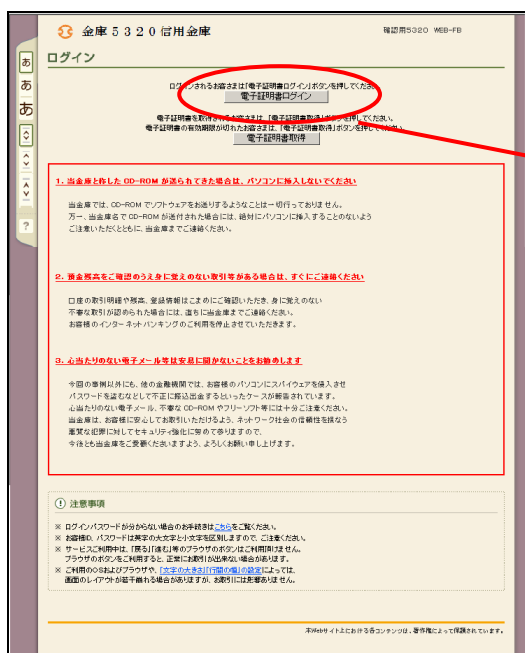 金庫5320信用金庫
確認用5320 WEB-FB
ログイン
あ
あ
あ
?
ログインされるお客さまは「電子証明書ログイン」ボタンを押してください。
電子証明書ログイン
電子証明書を取得されるお客さまは、「電子証明書取得」ボタンを押してください。
電子証明書の有効期限が切れたお客さまは、「電子証明書取得」ボタンを押してください。
電子証明書取得
1. 当金庫と称した CD-ROM が送られてきた場合は、パソコンに挿入しないでください
当金庫では、CD-ROM でソフトウェアをお送りするようなことは一切行っておりません。
万一、当金庫名で CD-ROM が送付された場合には、絶対にパソコンに挿入することのないよう
ご注意いただくとともに、当金庫までご連絡ください。
2. 預金残高をご確認のうえ身に覚えのない取引等がある場合は、すぐにご連絡ください
口座の取引明細や残高、登録情報はこまめにご確認いただき、身に覚えのない
不審な取引が認められた場合には、直ちに当金庫までご連絡ください。
お客様のインターネットバンキングのご利用を停止させていただきます。
3. 心当たりのない電子メール等は安易に開かないことをお勧めします
今回の事例以外にも、他の金融機関では、お客様のパソコンにスパイウェアを侵入させ
パスワードを盗むなどして不正に振込出金するといったケースが報告されています。
心当たりのない電子メール、不審な CD-ROM やフリーソフト等には十分ご注意ください。
当金庫は、お客様に安心してお取引いただけるよう、ネットワーク社会の信頼性を損なう
悪質な犯罪に対してセキュリティ強化に努めて参りますので、
今後とも当金庫をご愛顧くださいますよう、よろしくお願い申し上げます。
注意事項
※ ログインパスワードが分からない場合のお手続きはこちらをご覧ください。
※ お客様ID、パスワードは英字の大文字と小文字を区別しますので、ご注意ください。
※ サービスご利用中は、「戻る」「進む」等のブラウザのボタンはご利用頂けません。
ブラウザのボタンをご利用すると、正常にお取引が出来ない場合があります。
※ ご利用のOSおよびブラウザや、「文字の大きさ」「行間の幅」の設定によっては、
画面のレイアウトが若干崩れる場合がありますが、お取引には影響ありません。
本Webサイト上における各コンテンツは、著作権によって保護されています。